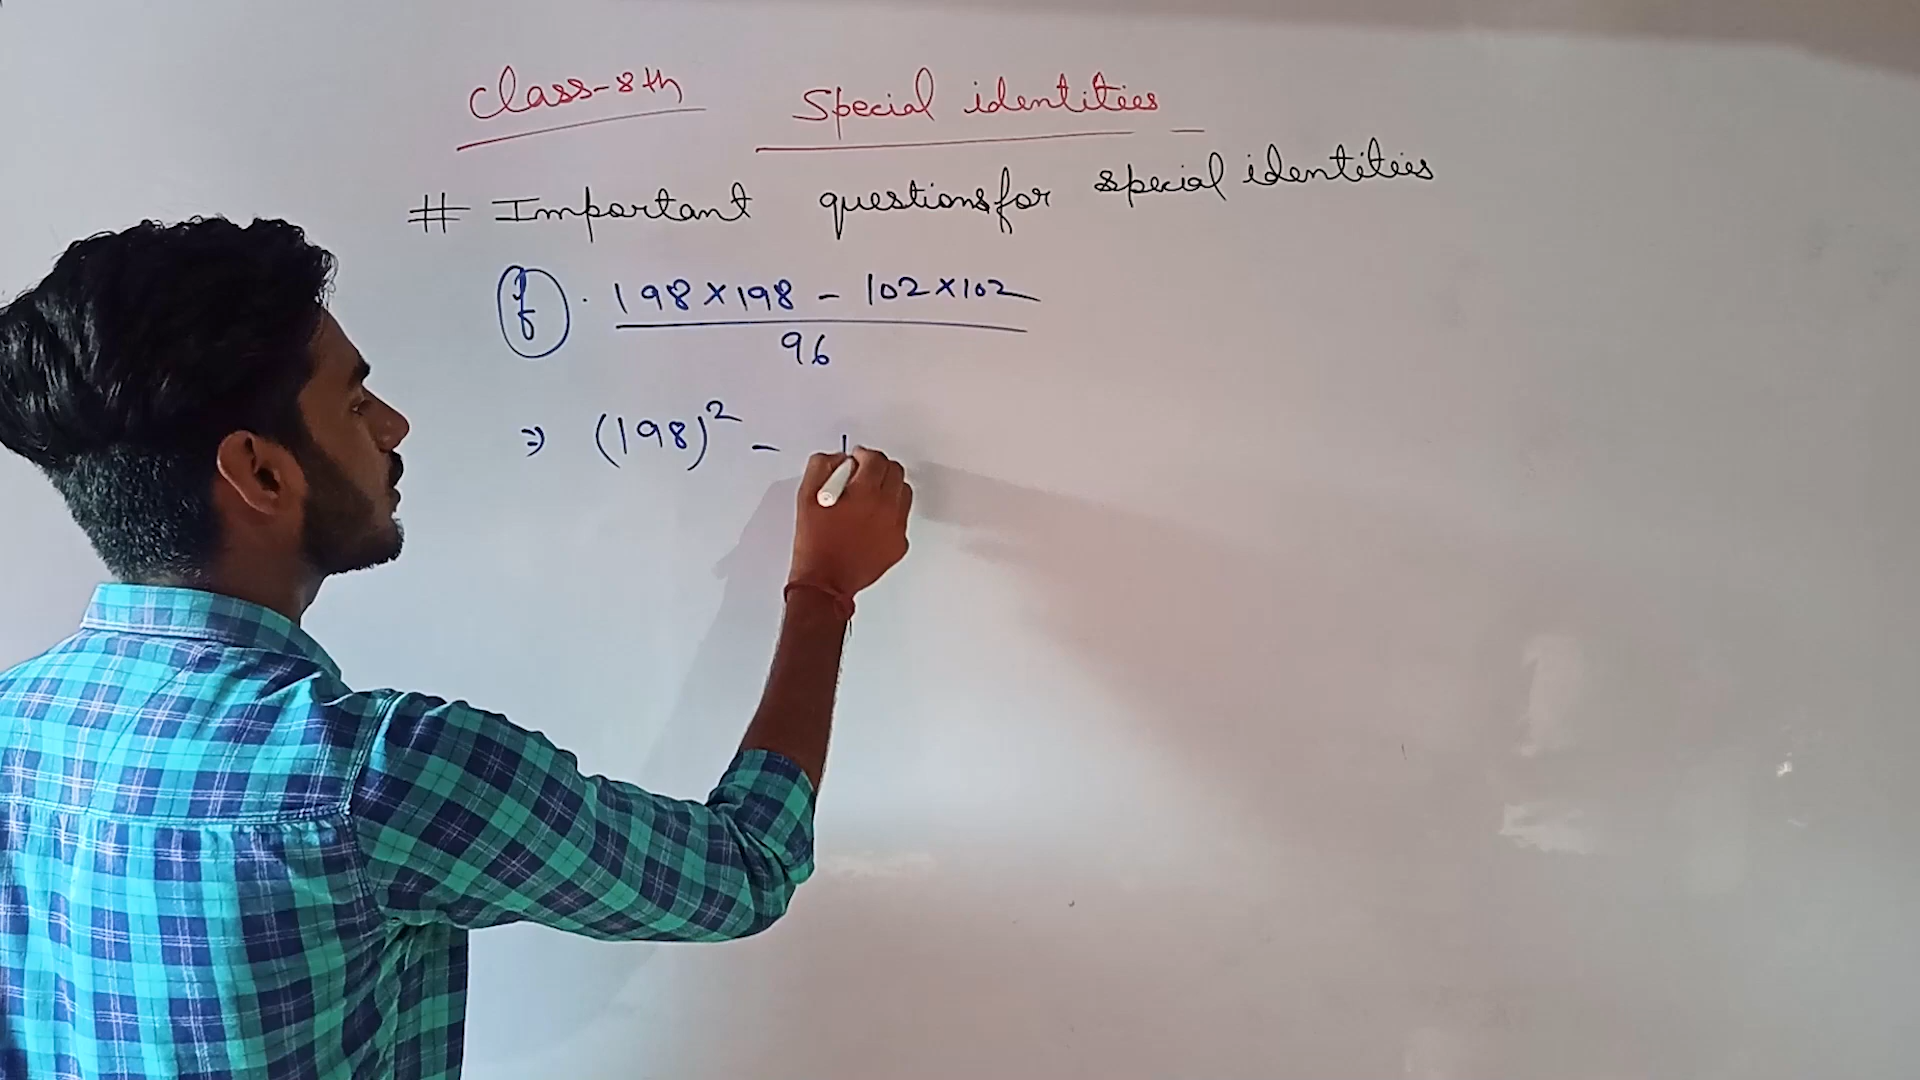 Class-8th Special identities
# Important questions for special identities
f. 198×198 - 102×102
96
⇒ (198)² - 1